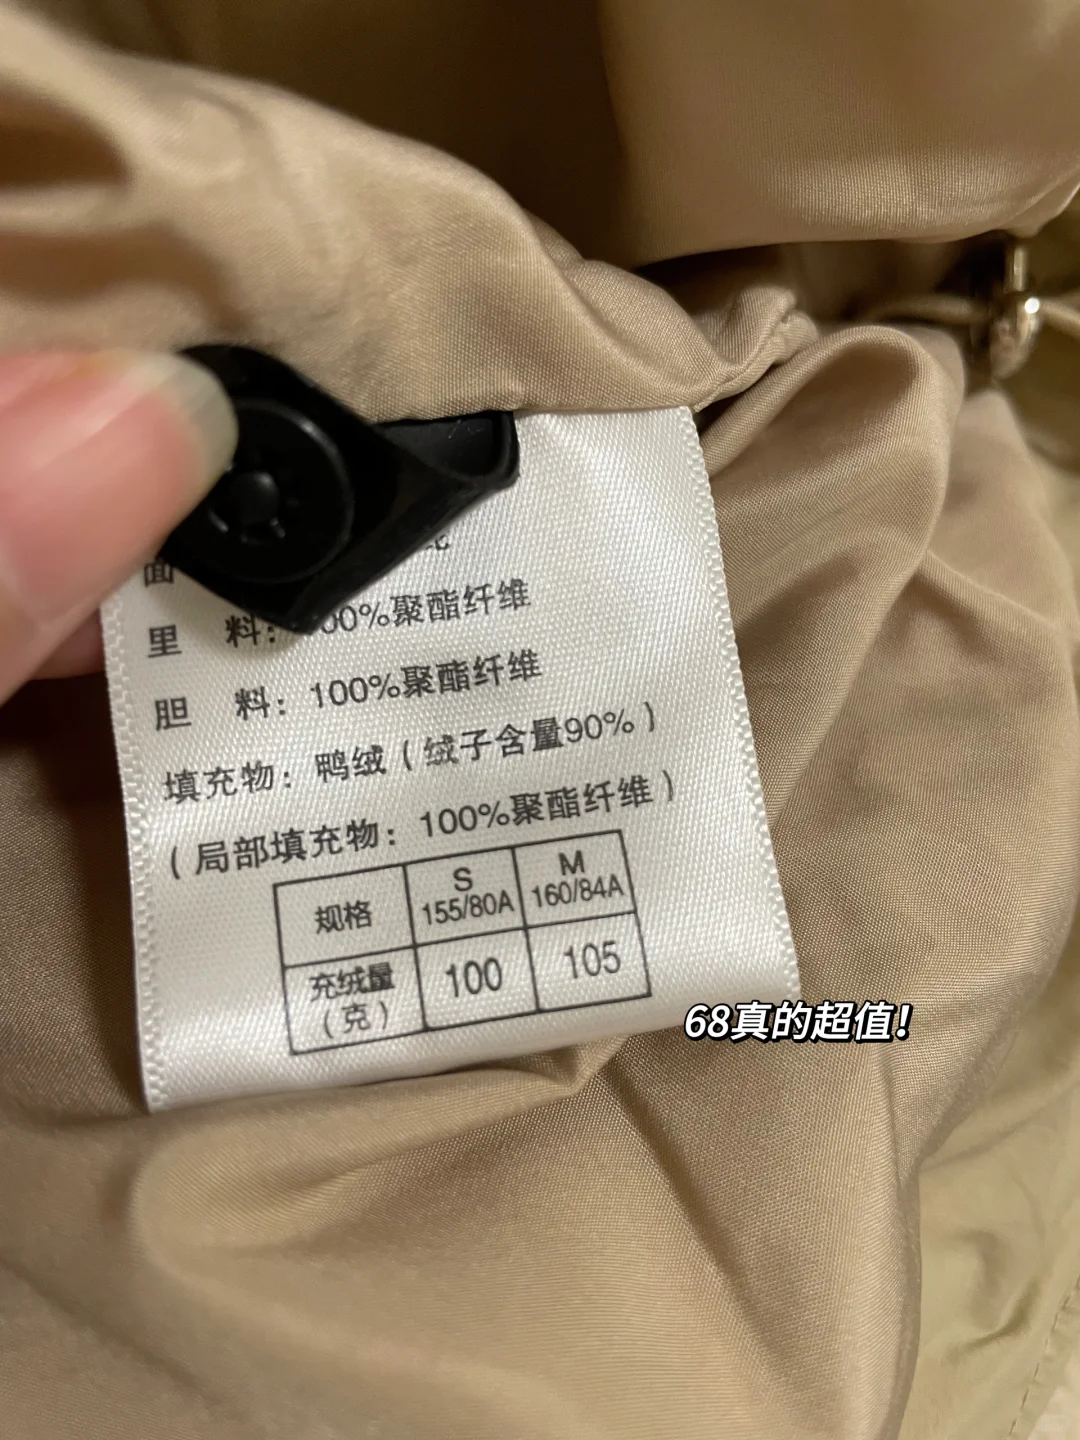 面
里 料：100%聚酯纤维
胆 料：100%聚酯纤维
填充物：鸭绒（绒子含量90%）
（局部填充物：100%聚酯纤维）
规格 S 155/80A M 160/84A
充绒量（克） 100 105
68真的超值！